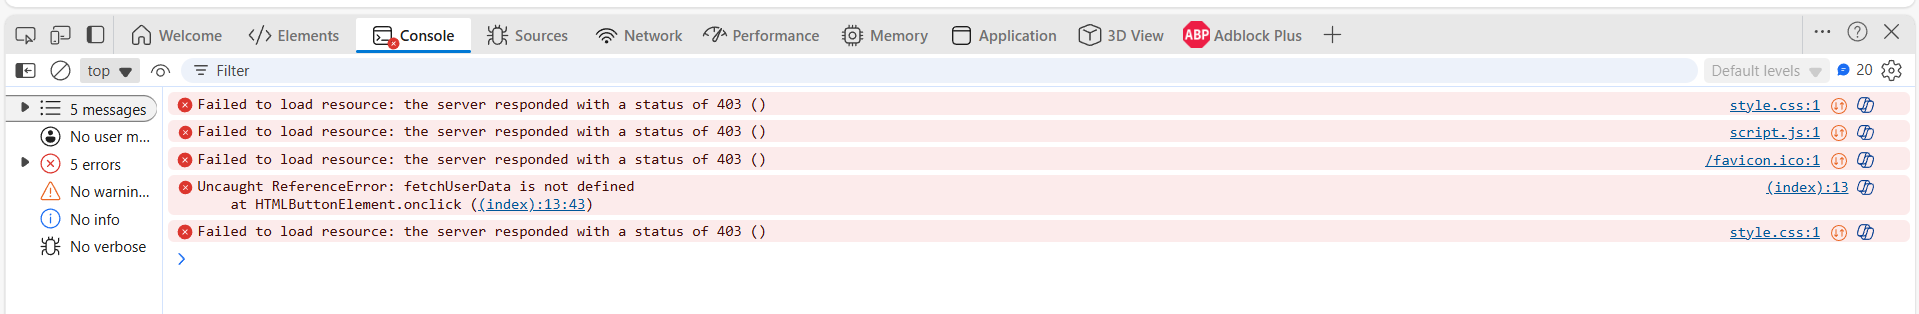 Welcome Elements Console Sources Network Performance Memory Application 3D View ABP Adblock Plus
top Filter Default levels 20
5 messages
No user m...
5 errors
No warnin...
No info
No verbose
Failed to load resource: the server responded with a status of 403 () style.css:1
Failed to load resource: the server responded with a status of 403 () script.js:1
Failed to load resource: the server responded with a status of 403 () /favicon.ico:1
Uncaught ReferenceError: fetchUserData is not defined (index):13
at HTMLButtonElement.onclick ((index):13:43)
Failed to load resource: the server responded with a status of 403 () style.css:1